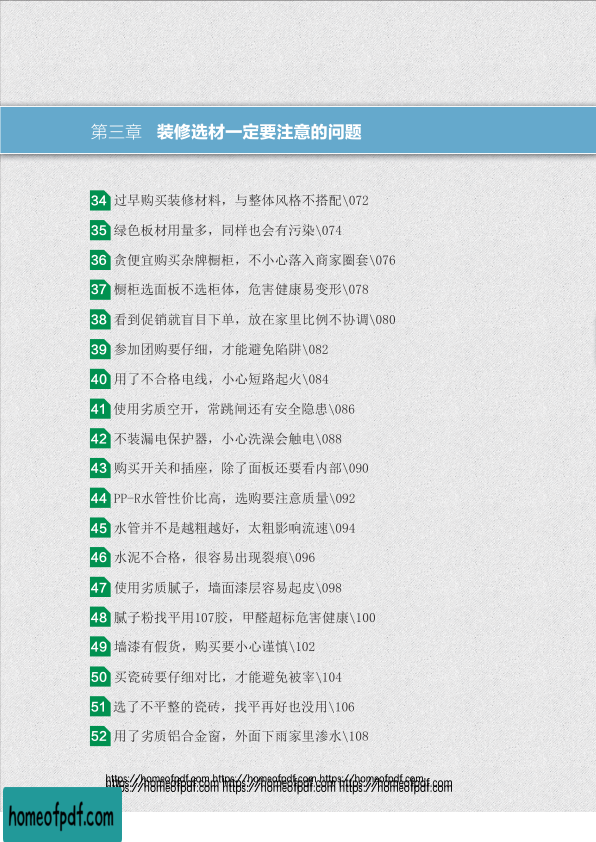 第三章 装修选材一定要注意的问题
34 过早购买装修材料，与整体风格不搭配\072
35 绿色板材用量多，同样也会有污染\074
36 贪便宜购买杂牌橱柜，不小心落入商家圈套\076
37 橱柜选面板不选柜体，危害健康易变形\078
38 看到促销就盲目下单，放在家里比例不协调\080
39 参加团购要仔细，才能避免陷阱\082
40 用了不合格电线，小心短路起火\084
41 使用劣质空开，常跳闸还有安全隐患\086
42 不装漏电保护器，小心洗澡会触电\088
43 购买开关和插座，除了面板还要看内部\090
44 PP-R水管性价比高，选购要注意质量\092
45 水管并不是越粗越好，太粗影响流速\094
46 水泥不合格，很容易出现裂痕\096
47 使用劣质腻子，墙面漆层容易起皮\098
48 腻子粉找平用107胶，甲醛超标危害健康\100
49 墙漆有假货，购买要小心谨慎\102
50 买瓷砖要仔细对比，才能避免被宰\104
51 选了不平整的瓷砖，找平再好也没用\106
52 用了劣质铝合金窗，外面下雨家里渗水\108
https://homeofpdf.com https://homeofpdf.com https://homeofpdf.com
https://homeofpdf.com https://homeofpdf.com https://homeofpdf.com
homeofpdf.com